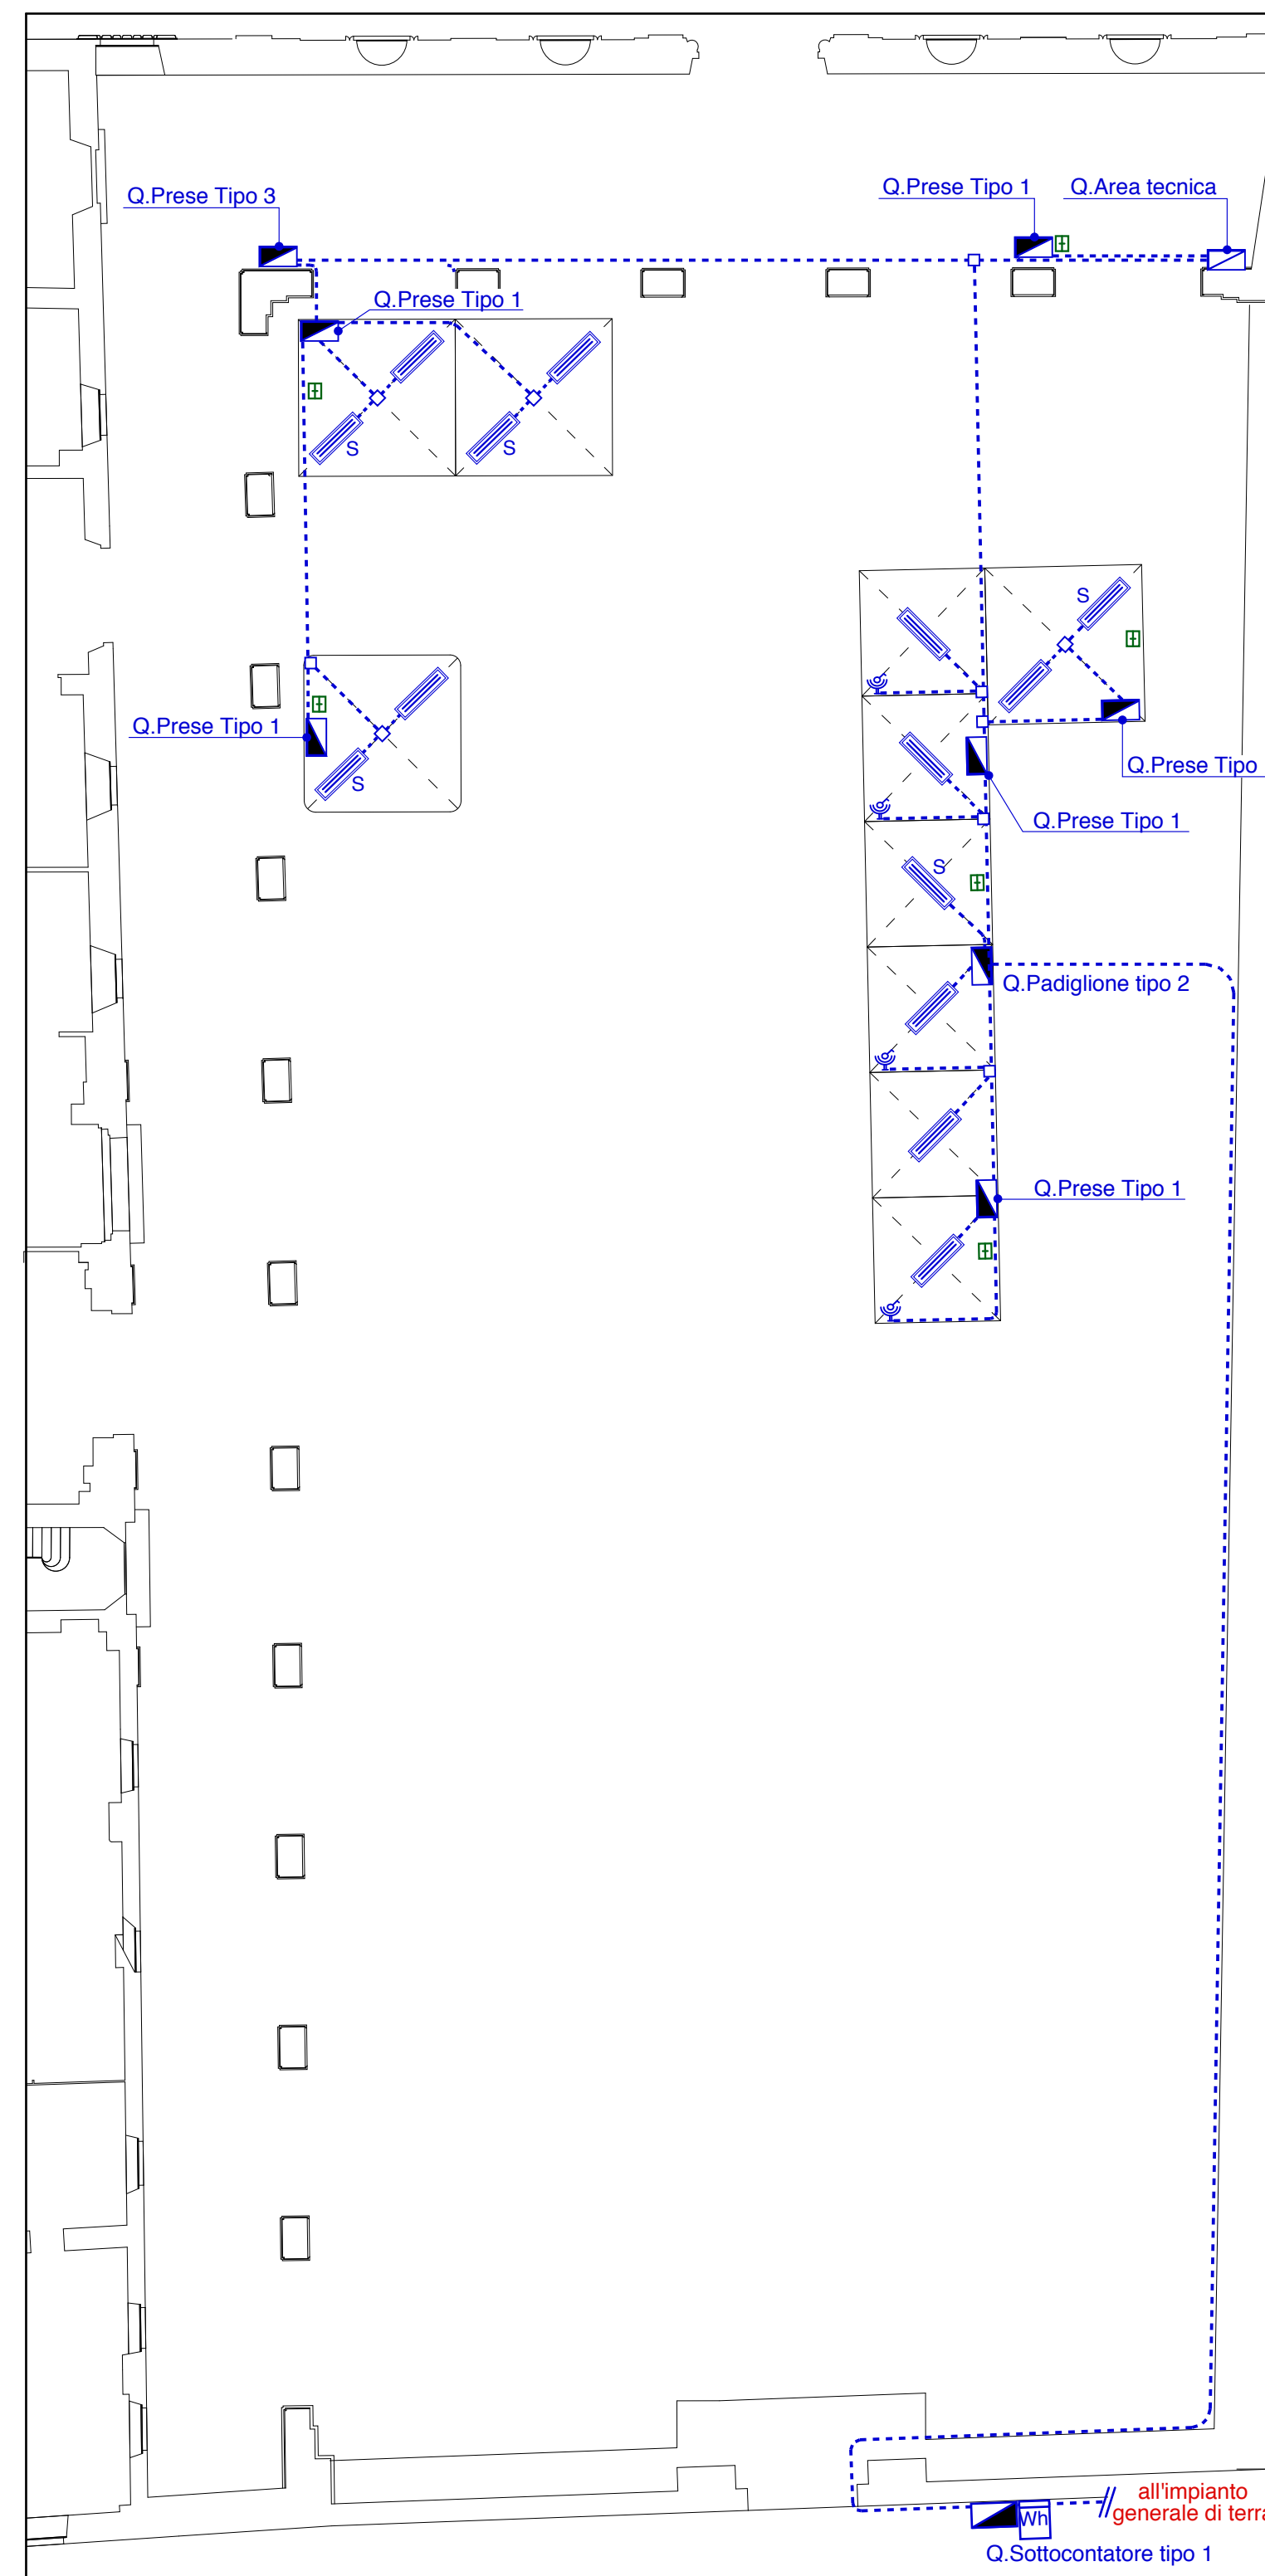 Q.Prese Tipo 3
Q.Prese Tipo 1
Q.Area tecnica
Q.Prese Tipo 1
S
S
S
Q.Prese Tipo 1
S
Q.Prese Tipo
Q.Prese Tipo 1
S
Q.Padiglione tipo 2
Q.Prese Tipo 1
all'impianto
generale di terra
Wh
Q.Sottocontatore tipo 1